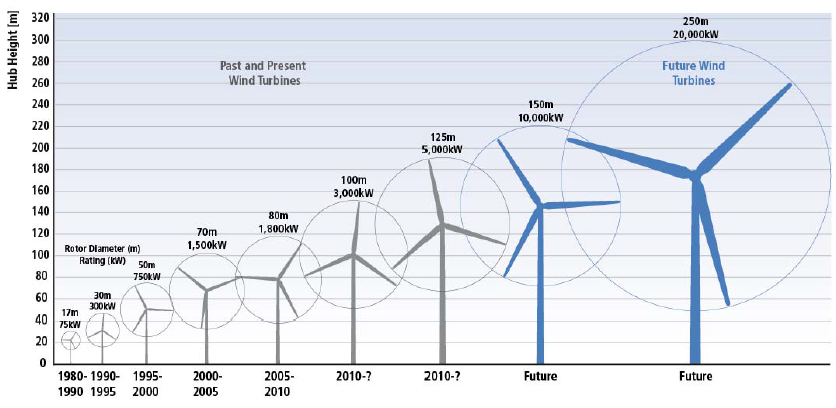 Hub Height [m]
320
300
280
260
240
220
200
180
160
140
120
100
80
60
40
20
0
Past and Present
Wind Turbines
Future Wind
Turbines
Rotor Diameter (m)
Rating (kW)
17m
75kW
30m
300kW
50m
750kW
70m
1,500kW
80m
1,800kW
100m
3,000kW
125m
5,000kW
150m
10,000kW
250m
20,000kW
1980-
1990
1990-
1995
1995-
2000
2000-
2005
2005-
2010
2010-?
2010-?
Future
Future